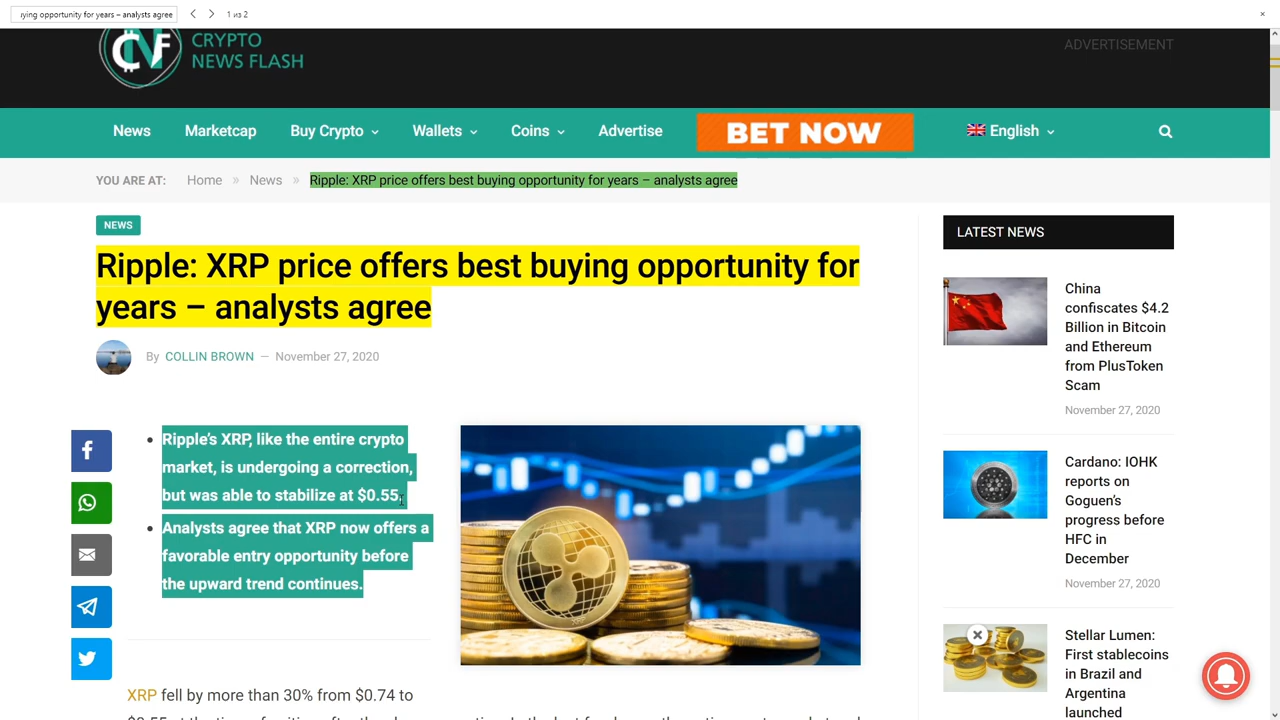 ying opportunity for years – analysts agree
1 из 2
CRYPTO
NEWS FLASH
ADVERTISEMENT
News
Marketcap
Buy Crypto
Wallets
Coins
Advertise
BET NOW
English
YOU ARE AT:
Home » News » Ripple: XRP price offers best buying opportunity for years – analysts agree
NEWS
Ripple: XRP price offers best buying opportunity for
years – analysts agree
By COLLIN BROWN — November 27, 2020
• Ripple's XRP, like the entire crypto
market, is undergoing a correction,
but was able to stabilize at $0.55.
• Analysts agree that XRP now offers a
favorable entry opportunity before
the upward trend continues.
XRP fell by more than 30% from $0.74 to
LATEST NEWS
China
confiscates $4.2
Billion in Bitcoin
and Ethereum
from PlusToken
Scam
November 27, 2020
Cardano: IOHK
reports on
Goguen's
progress before
HFC in
December
November 27, 2020
Stellar Lumen:
First stablecoins
in Brazil and
Argentina
launched